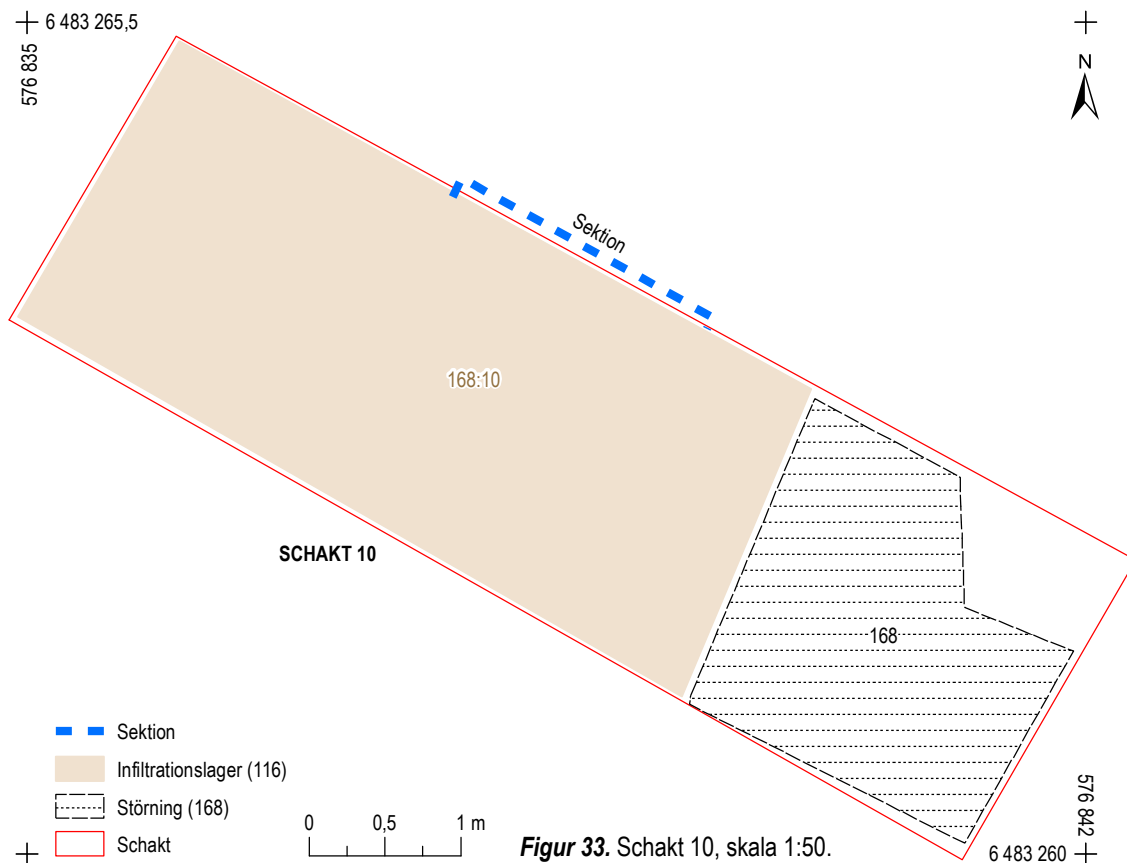 6 483 265,5
576 835
N
Sektion
168:10
SCHAKT 10
168
Sektion
Infiltrationslager (116)
Störning (168)
Schakt
0 0,5 1 m
576 842
6 483 260
Figur 33. Schakt 10, skala 1:50.